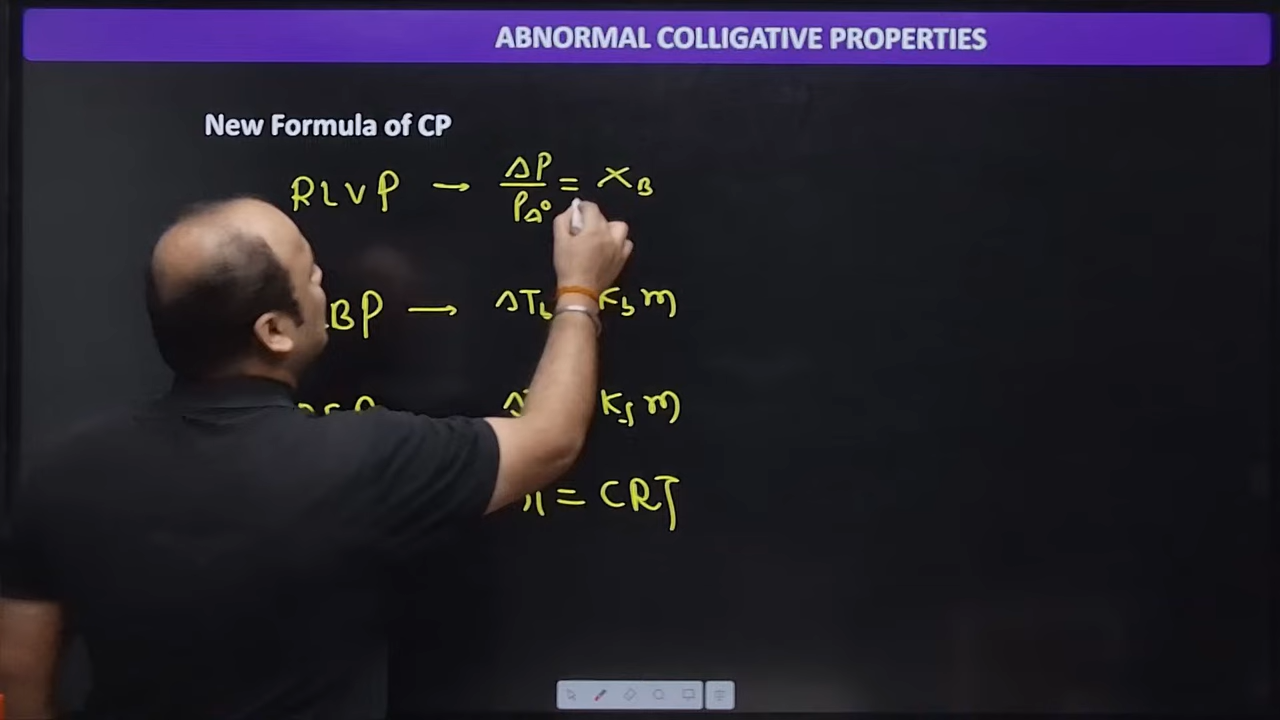 ABNORMAL COLLIGATIVE PROPERTIES
New Formula of CP
RLVP → ΔP/PA° = XB
BP → ΔTb Kb m
Δ Kf m
π = CRT